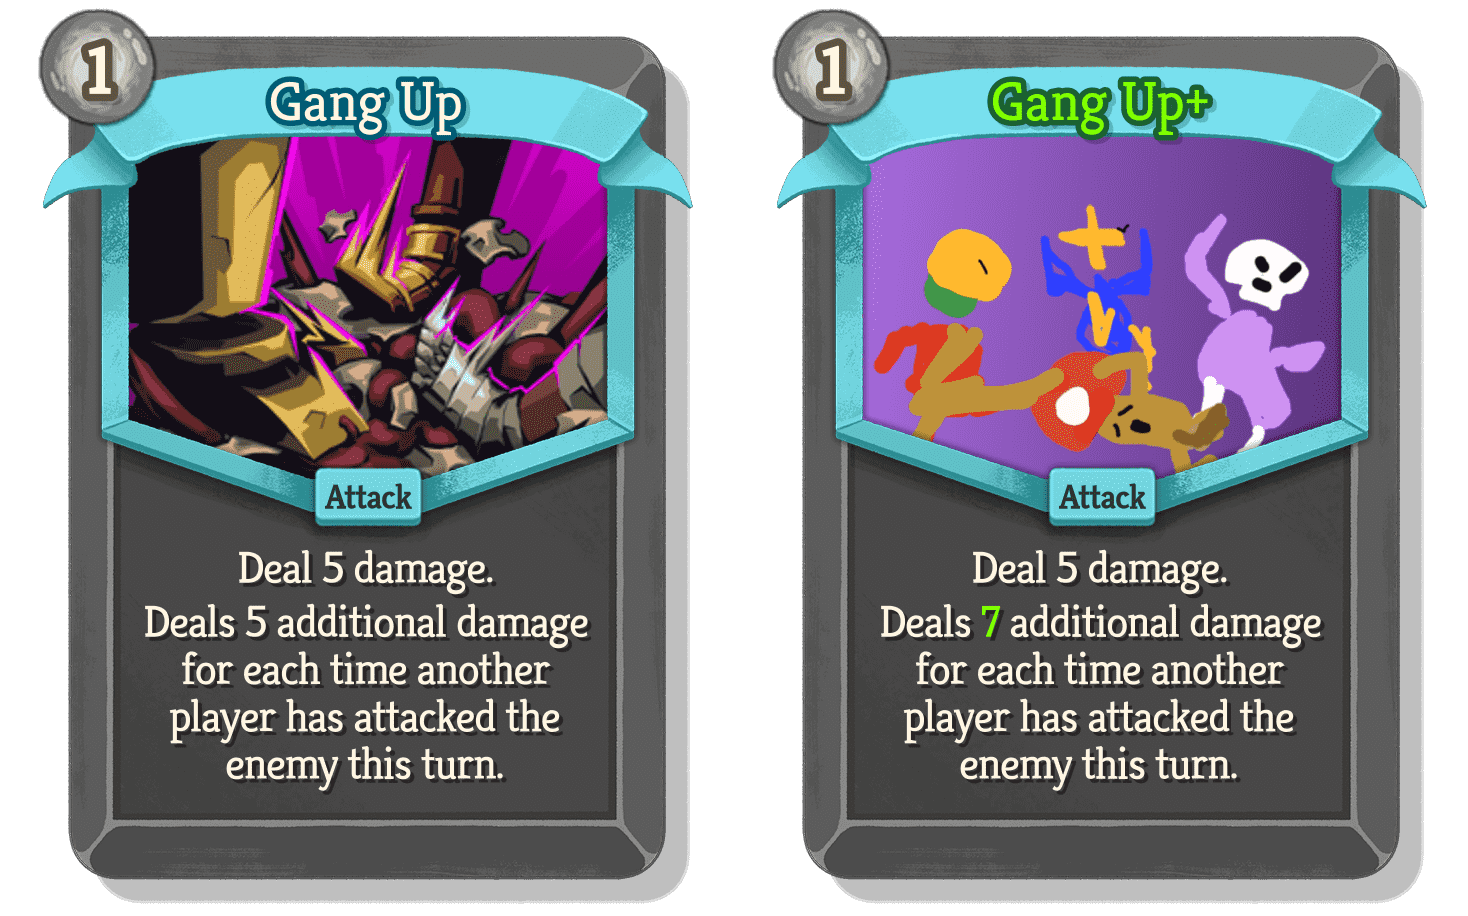 1
Gang Up
Attack
Deal 5 damage.
Deals 5 additional damage
for each time another
player has attacked the
enemy this turn.
1
Gang Up+
Attack
Deal 5 damage.
Deals 7 additional damage
for each time another
player has attacked the
enemy this turn.